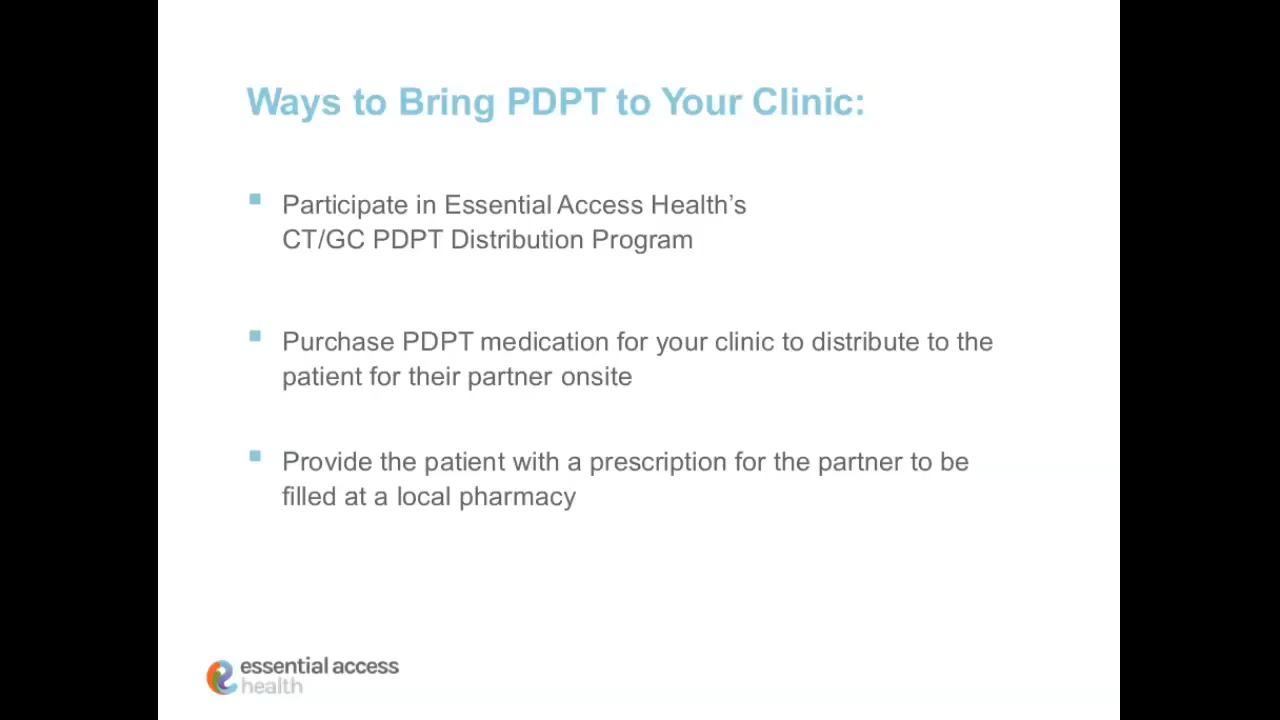 Ways to Bring PDPT to Your Clinic:
Participate in Essential Access Health’s
CT/GC PDPT Distribution Program
Purchase PDPT medication for your clinic to distribute to the
patient for their partner onsite
Provide the patient with a prescription for the partner to be
filled at a local pharmacy
essential access
health